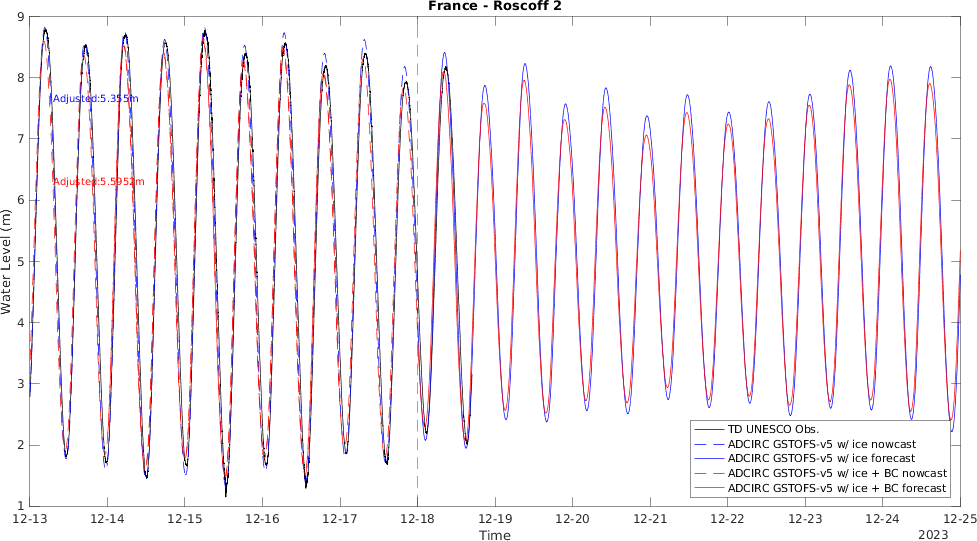 France - Roscoff 2
9
8
7
6
5
4
3
2
1
Water Level (m)
Adjusted:5.355m
Adjusted:5.5952m
TD UNESCO Obs.
ADCIRC GSTOFS-v5 w/ ice nowcast
ADCIRC GSTOFS-v5 w/ ice forecast
ADCIRC GSTOFS-v5 w/ ice + BC nowcast
ADCIRC GSTOFS-v5 w/ ice + BC forecast
12-13 12-14 12-15 12-16 12-17 12-18 12-19 12-20 12-21 12-22 12-23 12-24 12-25
Time
2023